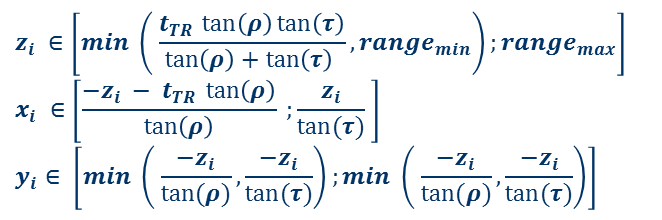 z_i ∈ [min (t_TR tan(ρ) tan(τ) / tan(ρ) + tan(τ), range_min) ; range_max]
x_i ∈ [−z_i − t_TR tan(ρ) / tan(ρ) ; z_i / tan(τ)]
y_i ∈ [min (−z_i / tan(ρ), −z_i / tan(τ)) ; min (−z_i / tan(ρ), −z_i / tan(τ))]